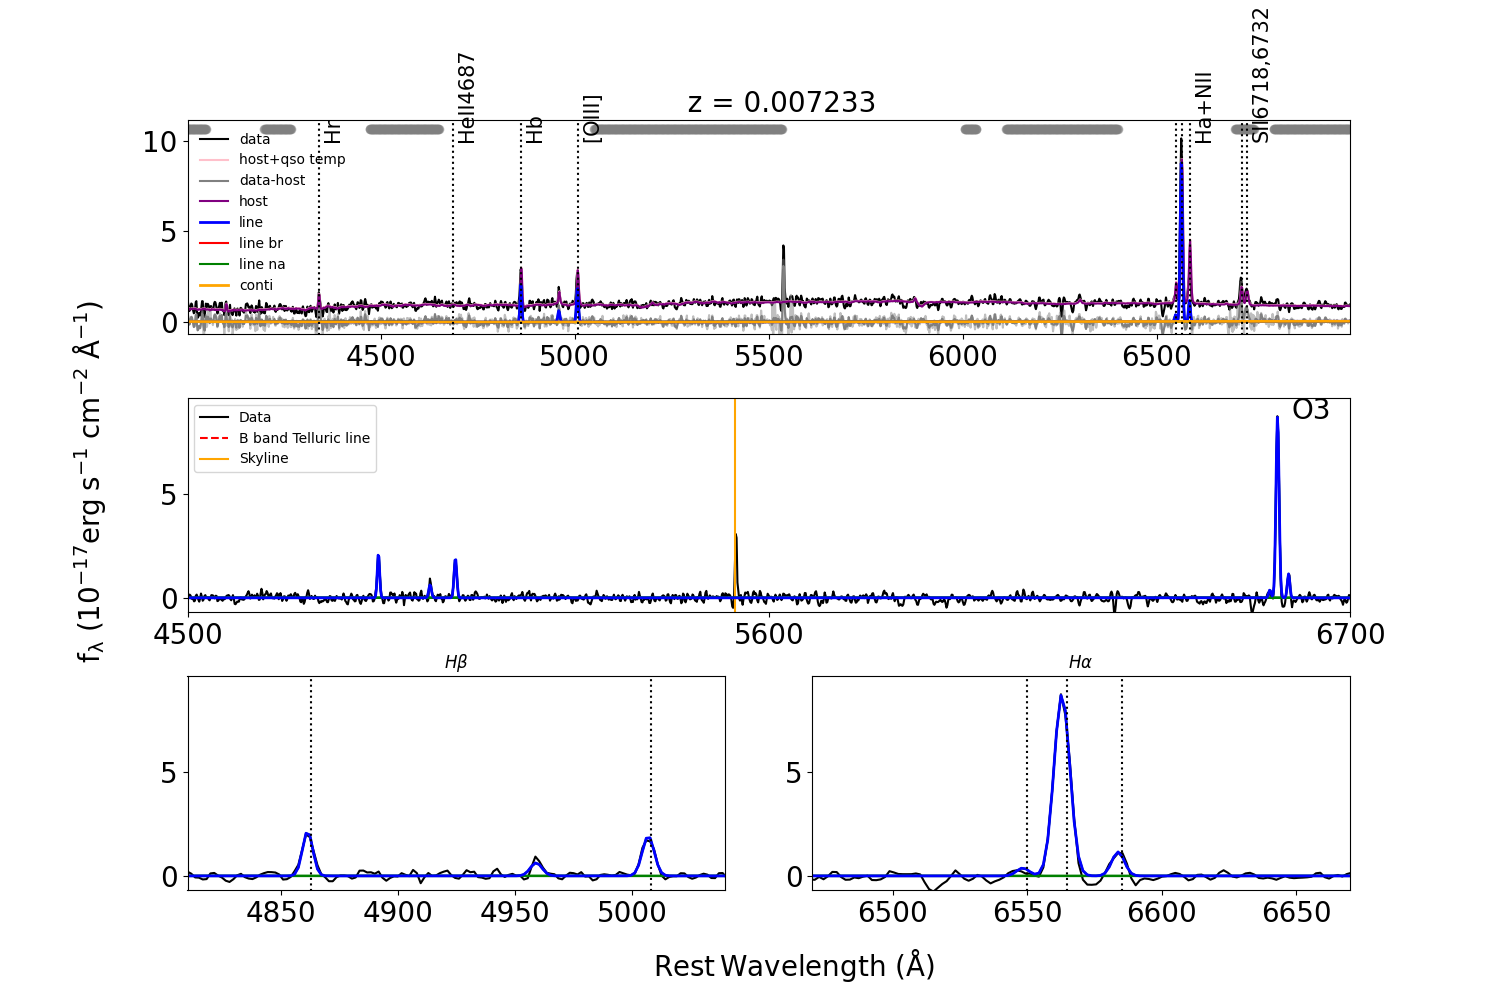 z = 0.007233
Hr
HeII4687
Hb
[OIII]
Ha+NII
SII6718,6732
data
host+qso temp
data-host
host
line
line br
line na
conti
10
5
0
4500
5000
5500
6000
6500
Data
B band Telluric line
Skyline
O3
5
0
4500
5600
6700
fλ (10⁻¹⁷erg s⁻¹ cm⁻² Å⁻¹)
Hβ
5
0
4850
4900
4950
5000
Hα
5
0
6500
6550
6600
6650
Rest Wavelength (Å)